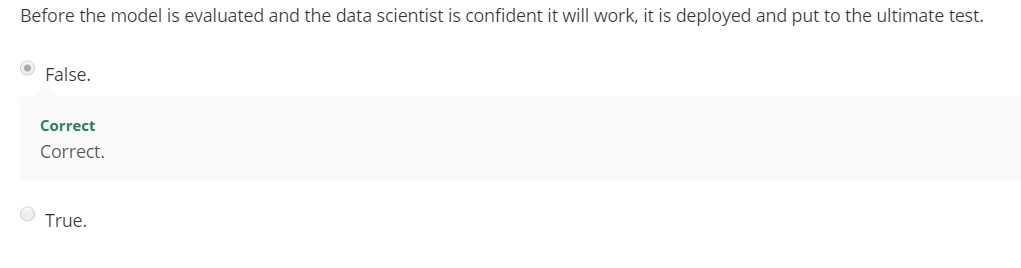 Before the model is evaluated and the data scientist is confident it will work, it is deployed and put to the ultimate test.
False.
Correct
Correct.
True.